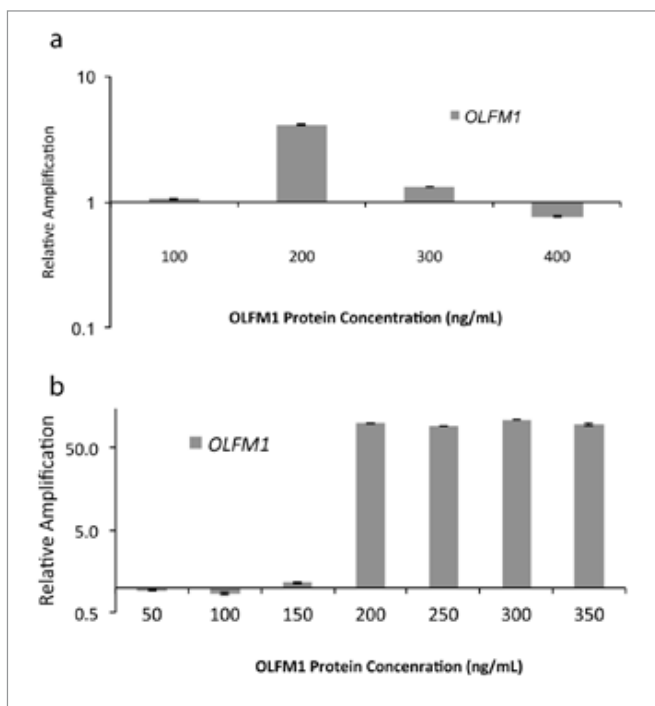 a
Relative Amplification
10
1
0.1
OLFM1
100 200 300 400
OLFM1 Protein Concentration (ng/mL)
b
Relative Amplification
50.0
5.0
0.5
OLFM1
50 100 150 200 250 300 350
OLFM1 Protein Concenration (ng/mL)